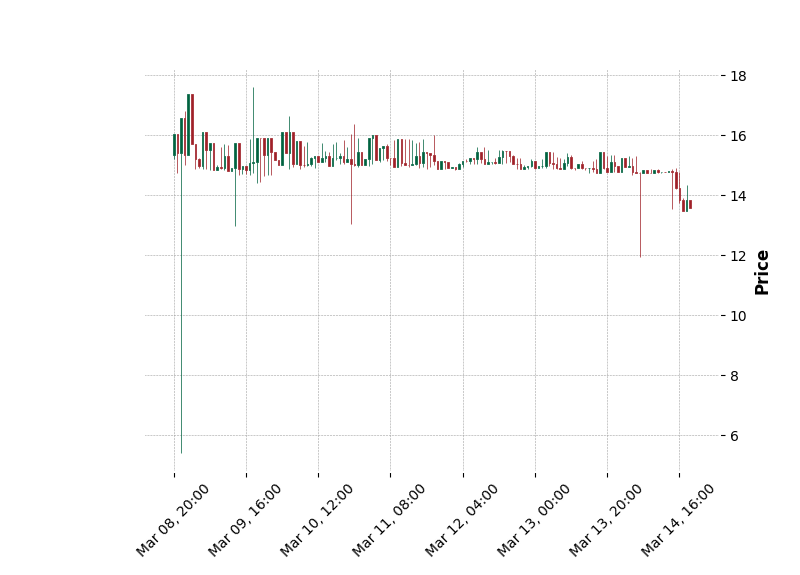 18
16
14
12
10
8
6
Price
Mar 08, 20:00
Mar 09, 16:00
Mar 10, 12:00
Mar 11, 08:00
Mar 12, 04:00
Mar 13, 00:00
Mar 13, 20:00
Mar 14, 16:00